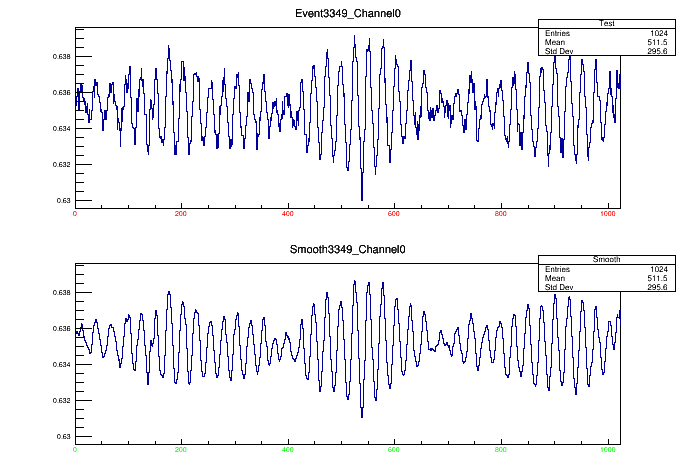 Event3349_Channel0
Test
Entries 1024
Mean 511.5
Std Dev 295.6
0.638
0.636
0.634
0.632
0.63
0 200 400 600 800 1000
Smooth3349_Channel0
Smooth
Entries 1024
Mean 511.5
Std Dev 295.6
0.638
0.636
0.634
0.632
0.63
0 200 400 600 800 1000